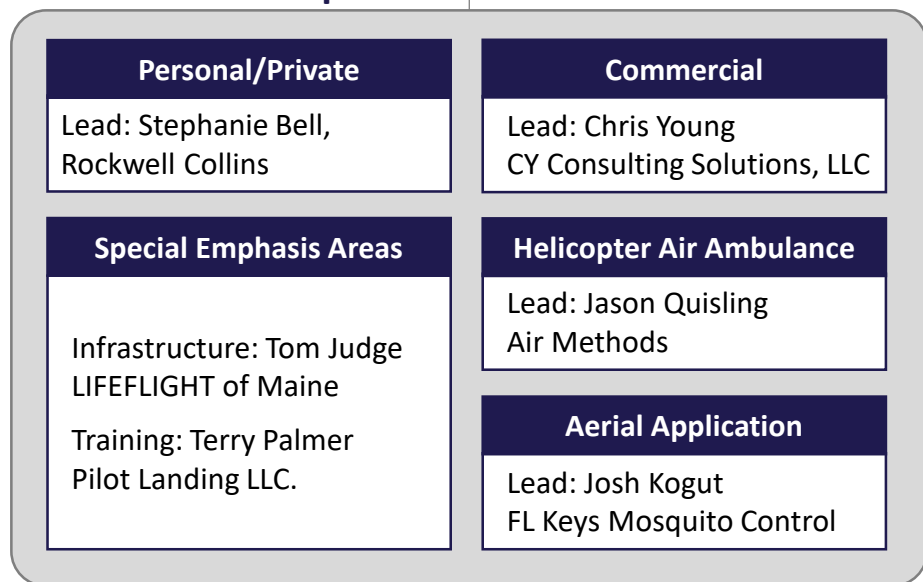 Personal/Private
Lead: Stephanie Bell,
Rockwell Collins
Commercial
Lead: Chris Young
CY Consulting Solutions, LLC
Special Emphasis Areas
Infrastructure: Tom Judge
LIFEFLIGHT of Maine
Training: Terry Palmer
Pilot Landing LLC.
Helicopter Air Ambulance
Lead: Jason Quisling
Air Methods
Aerial Application
Lead: Josh Kogut
FL Keys Mosquito Control